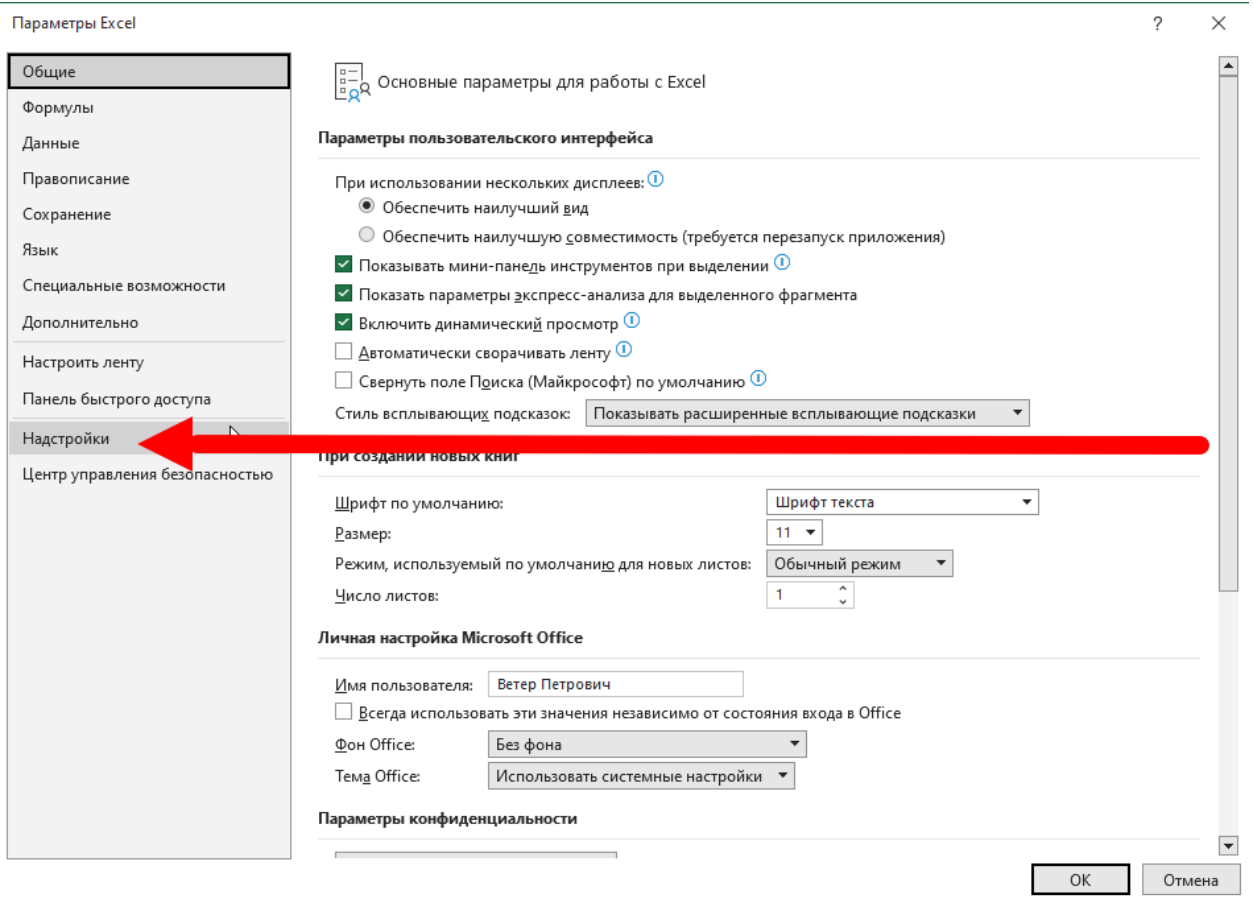 Параметры Excel
?
Общие
Формулы
Данные
Правописание
Сохранение
Язык
Специальные возможности
Дополнительно
Настроить ленту
Панель быстрого доступа
Надстройки
Центр управления безопасностью
Основные параметры для работы с Excel
Параметры пользовательского интерфейса
При использовании нескольких дисплеев:
Обеспечить наилучший вид
Обеспечить наилучшую совместимость (требуется перезапуск приложения)
Показывать мини-панель инструментов при выделении
Показать параметры экспресс-анализа для выделенного фрагмента
Включить динамический просмотр
Автоматически сворачивать ленту
Свернуть поле Поиска (Майкрософт) по умолчанию
Стиль всплывающих подсказок: Показывать расширенные всплывающие подсказки
При создании новых книг
Шрифт по умолчанию: Шрифт текста
Размер: 11
Режим, используемый по умолчанию для новых листов: Обычный режим
Число листов: 1
Личная настройка Microsoft Office
Имя пользователя: Ветер Петрович
Всегда использовать эти значения независимо от состояния входа в Office
Фон Office: Без фона
Тема Office: Использовать системные настройки
Параметры конфиденциальности
ОК Отмена